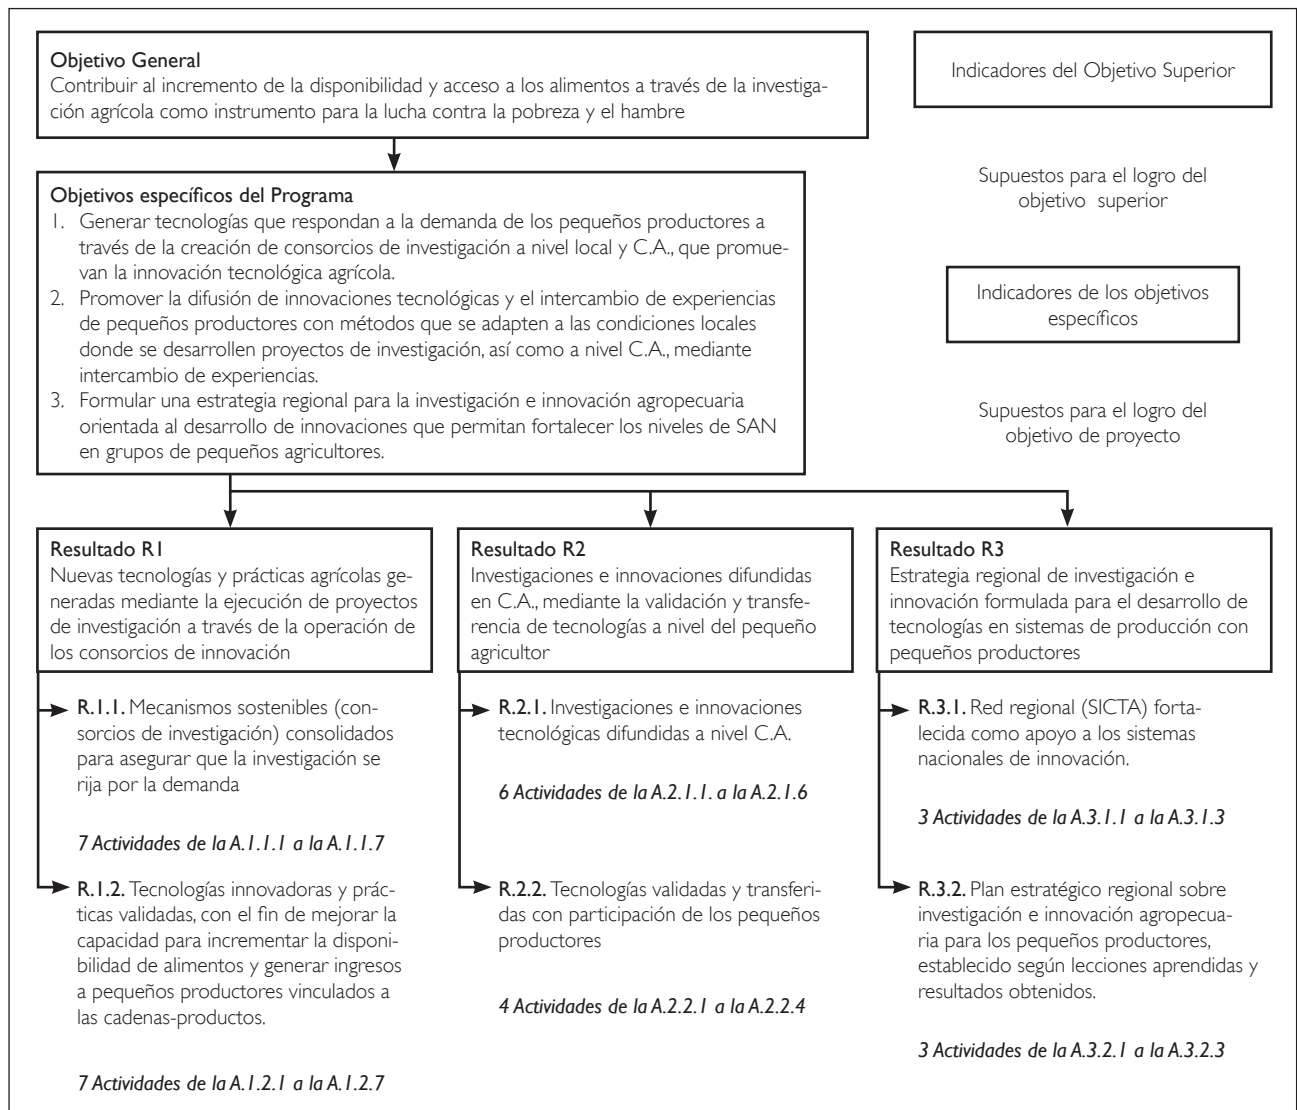 Objetivo General
Contribuir al incremento de la disponibilidad y acceso a los alimentos a través de la investiga-
ción agrícola como instrumento para la lucha contra la pobreza y el hambre
Indicadores del Objetivo Superior
Supuestos para el logro del
objetivo superior
Objetivos específicos del Programa
1. Generar tecnologías que respondan a la demanda de los pequeños productores a
través de la creación de consorcios de investigación a nivel local y C.A., que promue-
van la innovación tecnológica agrícola.
2. Promover la difusión de innovaciones tecnológicas y el intercambio de experiencias
de pequeños productores con métodos que se adapten a las condiciones locales
donde se desarrollen proyectos de investigación, así como a nivel C.A., mediante
intercambio de experiencias.
3. Formular una estrategia regional para la investigación e innovación agropecuaria
orientada al desarrollo de innovaciones que permitan fortalecer los niveles de SAN
en grupos de pequeños agricultores.
Indicadores de los objetivos
específicos
Supuestos para el logro del
objetivo de proyecto
Resultado R1
Nuevas tecnologías y prácticas agrícolas ge-
neradas mediante la ejecución de proyectos
de investigación a través de la operación de
los consorcios de innovación
R.1.1. Mecanismos sostenibles (con-
sorcios de investigación) consolidados
para asegurar que la investigación se
rija por la demanda
7 Actividades de la A.1.1.1 a la A.1.1.7
R.1.2. Tecnologías innovadoras y prác-
ticas validadas, con el fin de mejorar la
capacidad para incrementar la disponi-
bilidad de alimentos y generar ingresos
a pequeños productores vinculados a
las cadenas-productos.
7 Actividades de la A.1.2.1 a la A.1.2.7
Resultado R2
Investigaciones e innovaciones difundidas
en C.A., mediante la validación y transfe-
rencia de tecnologías a nivel del pequeño
agricultor
R.2.1. Investigaciones e innovaciones
tecnológicas difundidas a nivel C.A.
6 Actividades de la A.2.1.1. a la A.2.1.6
R.2.2. Tecnologías validadas y transferi-
das con participación de los pequeños
productores
4 Actividades de la A.2.2.1 a la A.2.2.4
Resultado R3
Estrategia regional de investigación e
innovación formulada para el desarrollo de
tecnologías en sistemas de producción con
pequeños productores
R.3.1. Red regional (SICTA) forta-
lecida como apoyo a los sistemas
nacionales de innovación.
3 Actividades de la A.3.1.1 a la A.3.1.3
R.3.2. Plan estratégico regional sobre
investigación e innovación agropecua-
ria para los pequeños productores,
establecido según lecciones aprendidas y
resultados obtenidos.
3 Actividades de la A.3.2.1 a la A.3.2.3